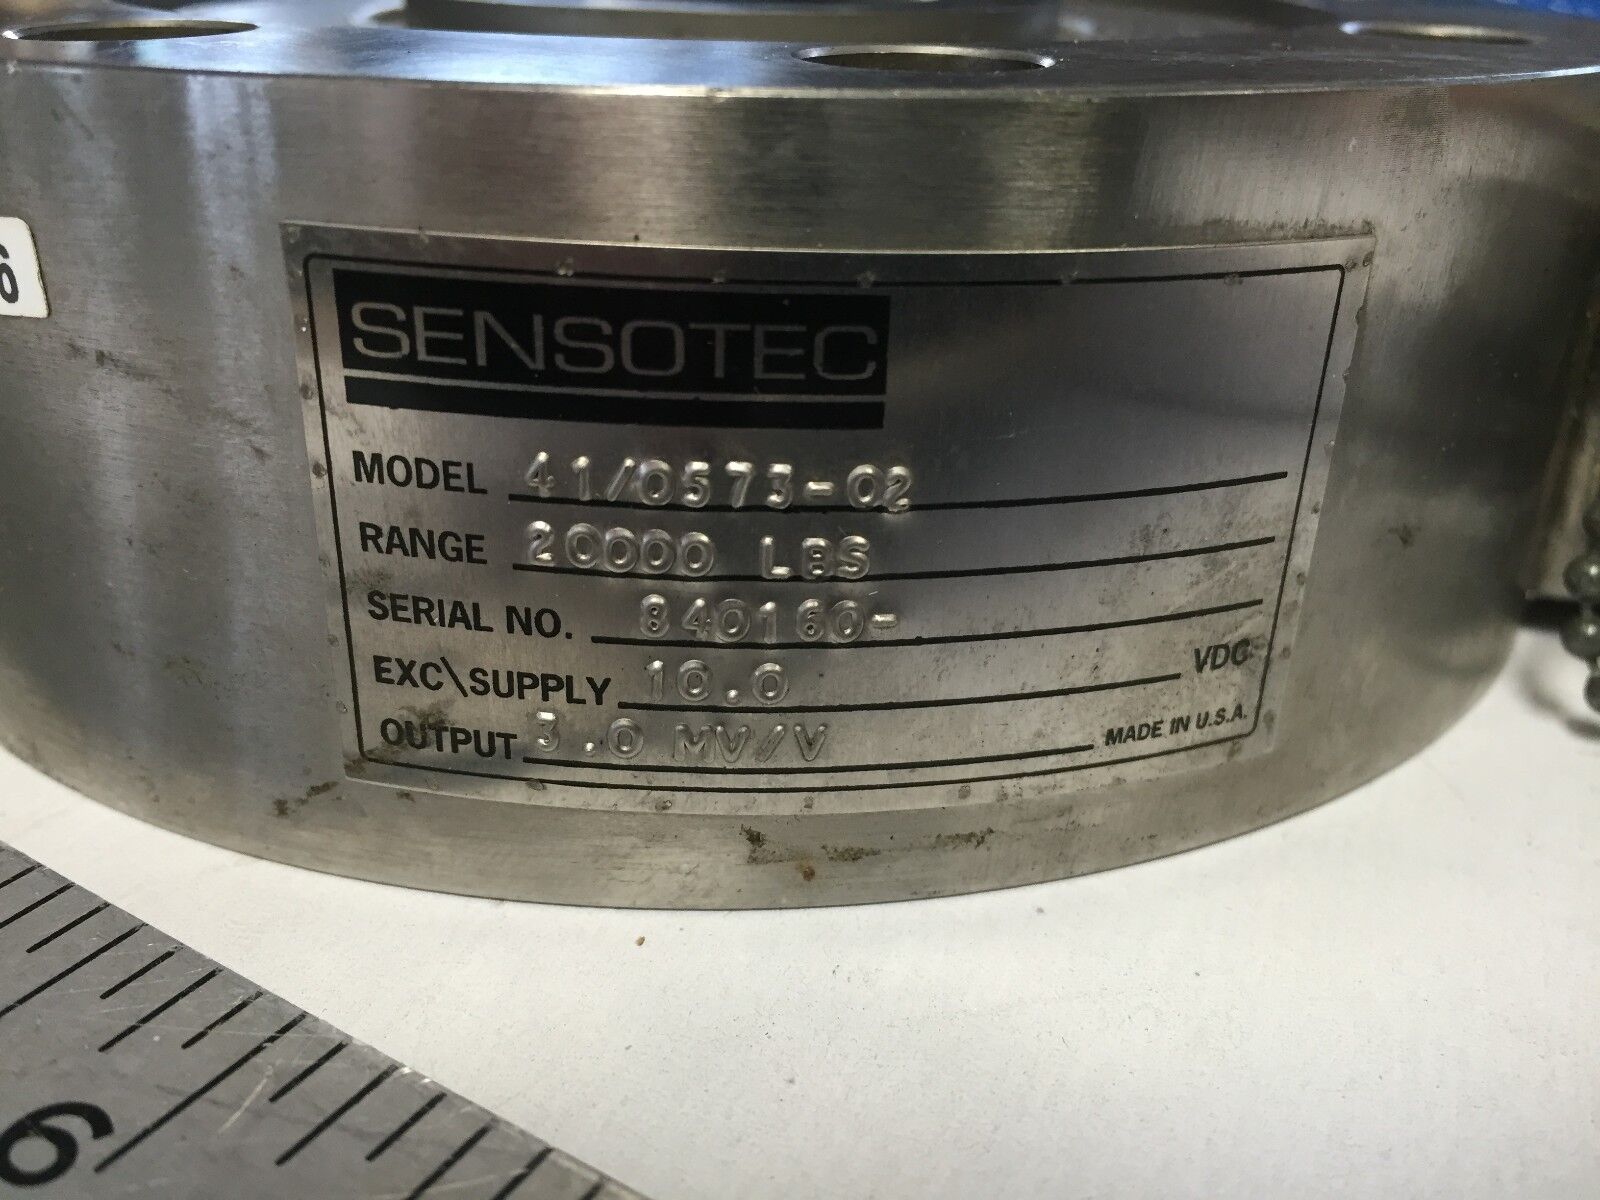 SENSOTEC
MODEL 41/0573-02
RANGE 20000 LBS
SERIAL NO. 840160-
EXC\SUPPLY 10.0 VDC
OUTPUT 3.0 MV/V MADE IN U.S.A.
6
6